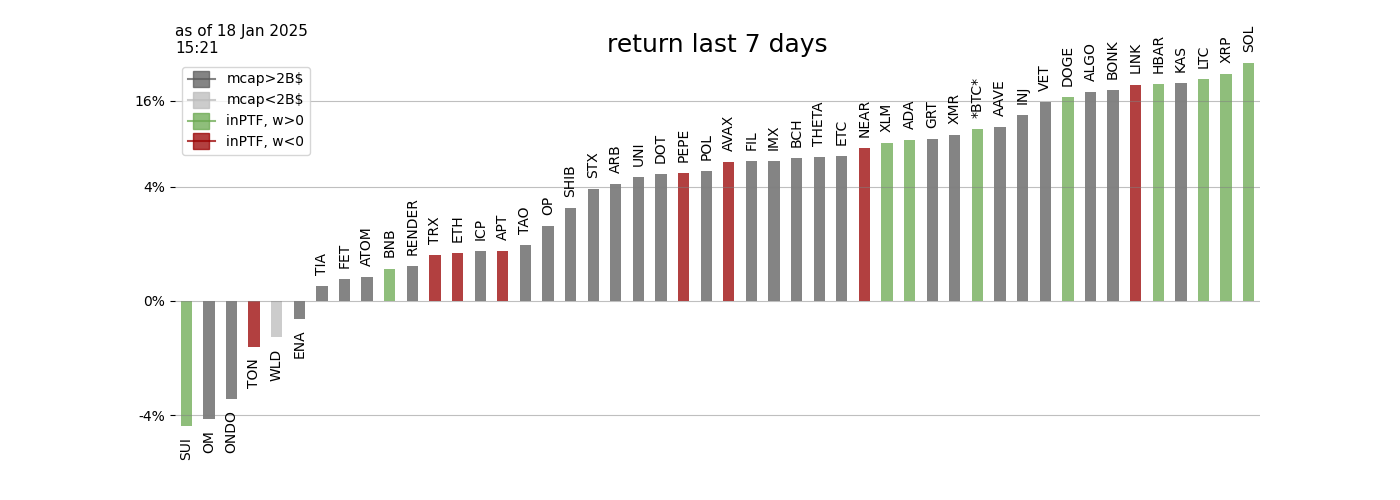 as of 18 Jan 2025
15:21
return last 7 days
mcap>2B$
mcap<2B$
inPTF, w>0
inPTF, w<0
16%
4%
0%
-4%
SUI
OM
ONDO
TON
WLD
ENA
TIA
FET
ATOM
BNB
RENDER
TRX
ETH
ICP
APT
TAO
OP
SHIB
STX
ARB
UNI
DOT
PEPE
POL
AVAX
FIL
IMX
BCH
THETA
ETC
NEAR
XLM
ADA
GRT
XMR
*BTC*
AAVE
INJ
VET
DOGE
ALGO
BONK
LINK
HBAR
KAS
LTC
XRP
SOL